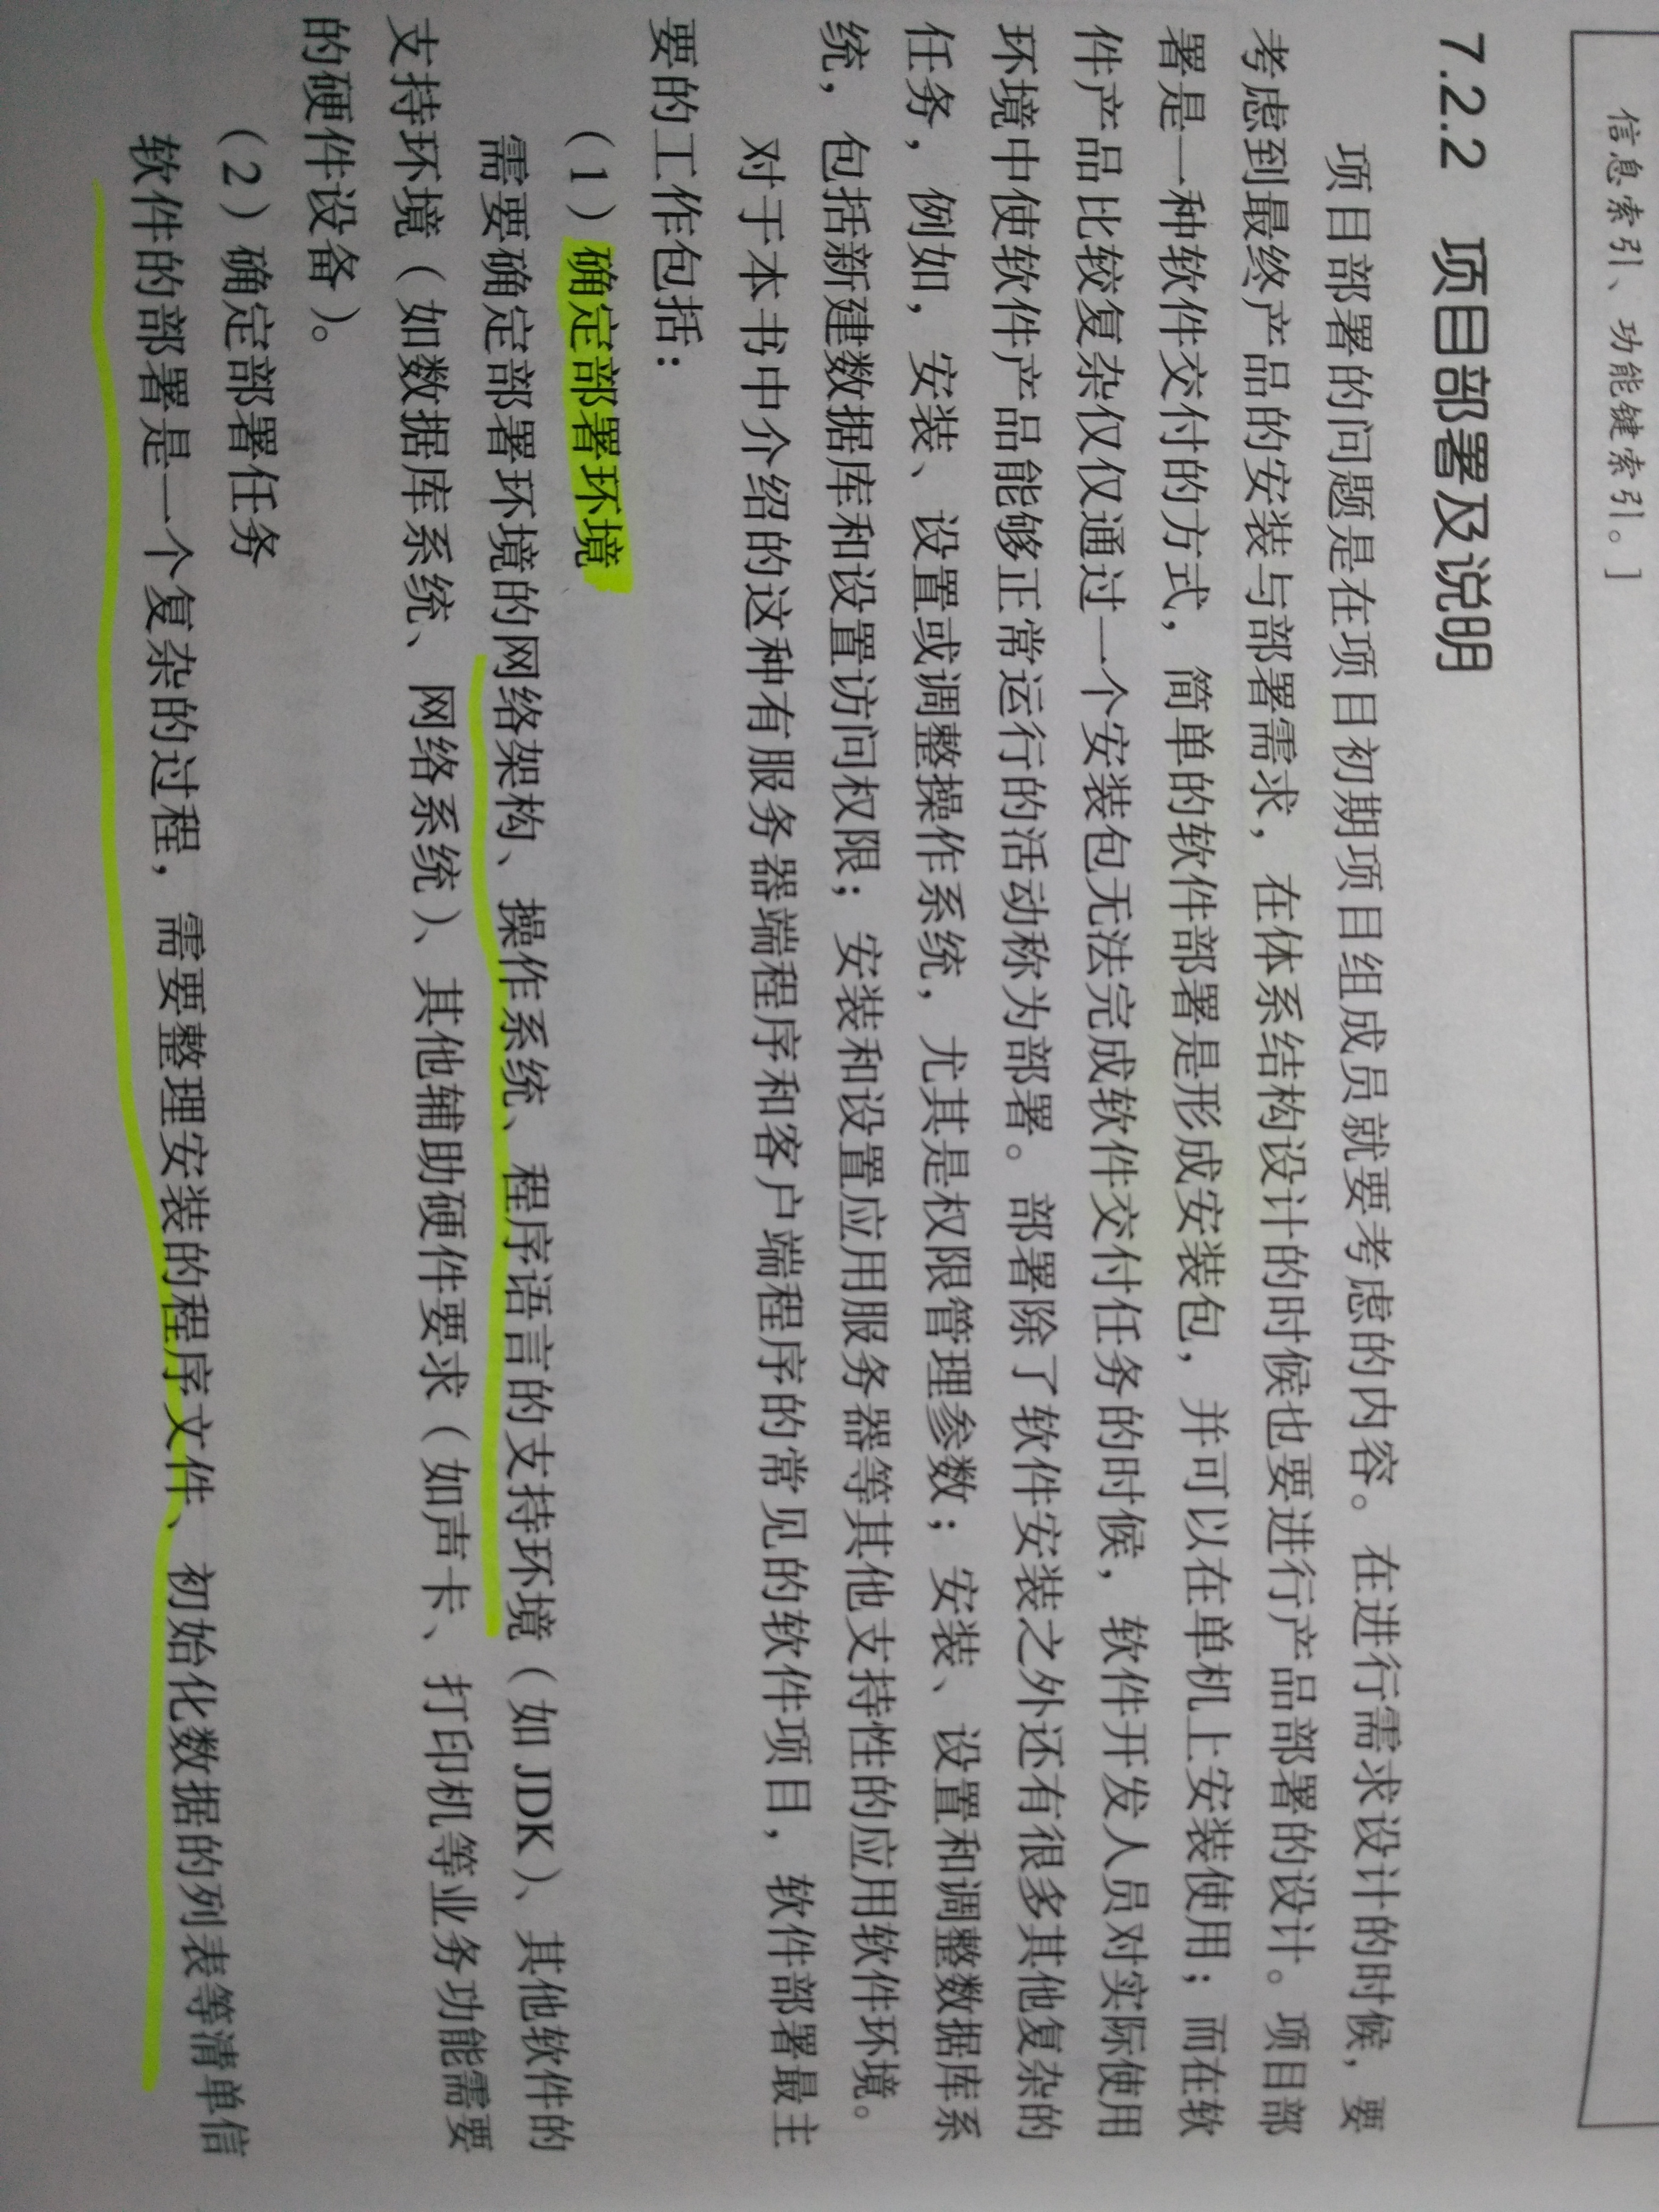 信息索引、功能键索引。]
7.2.2 项目部署及说明
项目部署的问题是在项目初期项目组成员就要考虑的内容。在进行需求设计的时候，要
考虑到最终产品的安装与部署需求，在体系结构设计的时候也要进行产品部署的设计。项目部
署是一种软件交付的方式，简单的软件部署是形成安装包，并可以在单机上安装使用；而在软
件产品比较复杂仅仅通过一个安装包无法完成软件交付任务的时候，软件开发人员对实际使用
环境中使软件产品能够正常运行的活动称为部署。部署除了软件安装之外还有很多其他复杂的
任务，例如，安装、设置或调整操作系统，尤其是权限管理参数；安装、设置和调整数据库系
统，包括新建数据库和设置访问权限；安装和设置应用服务器等其他支持性的应用软件环境。
对于本书中介绍的这种有服务器端程序和客户端程序的常见的软件项目，软件部署最主
要的工作包括：
（1）确定部署环境
需要确定部署环境的网络架构、操作系统、程序语言的支持环境（如 JDK）、其他软件的
支持环境（如数据库系统、网络系统）、其他辅助硬件要求（如声卡、打印机等业务功能需要
的硬件设备）。
（2）确定部署任务
软件的部署是一个复杂的过程，需要整理安装的程序文件、初始化数据的列表等清单信